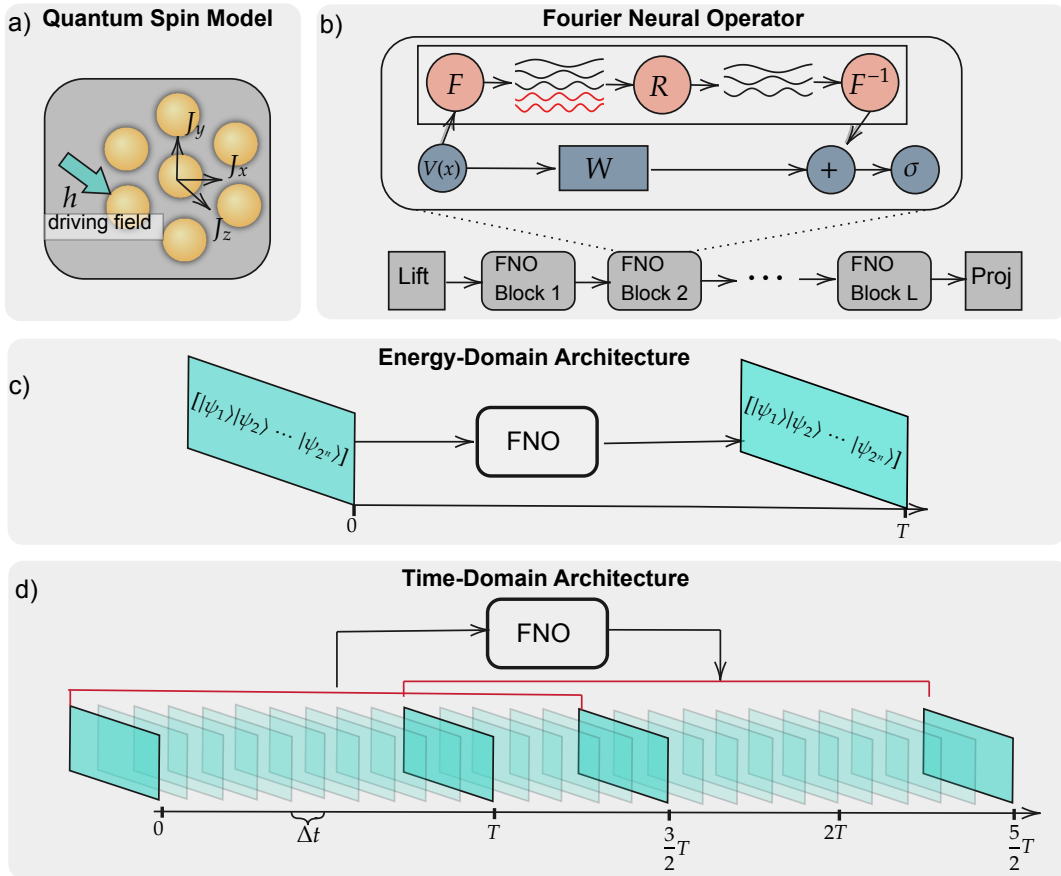 a)
Quantum Spin Model
J_y
J_x
h
J_z
driving field
b)
Fourier Neural Operator
F
R
F^{-1}
V(x)
W
+
σ
Lift
FNO
Block 1
FNO
Block 2
···
FNO
Block L
Proj
c)
Energy-Domain Architecture
[|ψ_1⟩|ψ_2⟩ ··· |ψ_{2^n}⟩]
FNO
[|ψ_1⟩|ψ_2⟩ ··· |ψ_{2^n}⟩]
0
T
d)
Time-Domain Architecture
FNO
0
Δt
T
\frac{3}{2}T
2T
\frac{5}{2}T